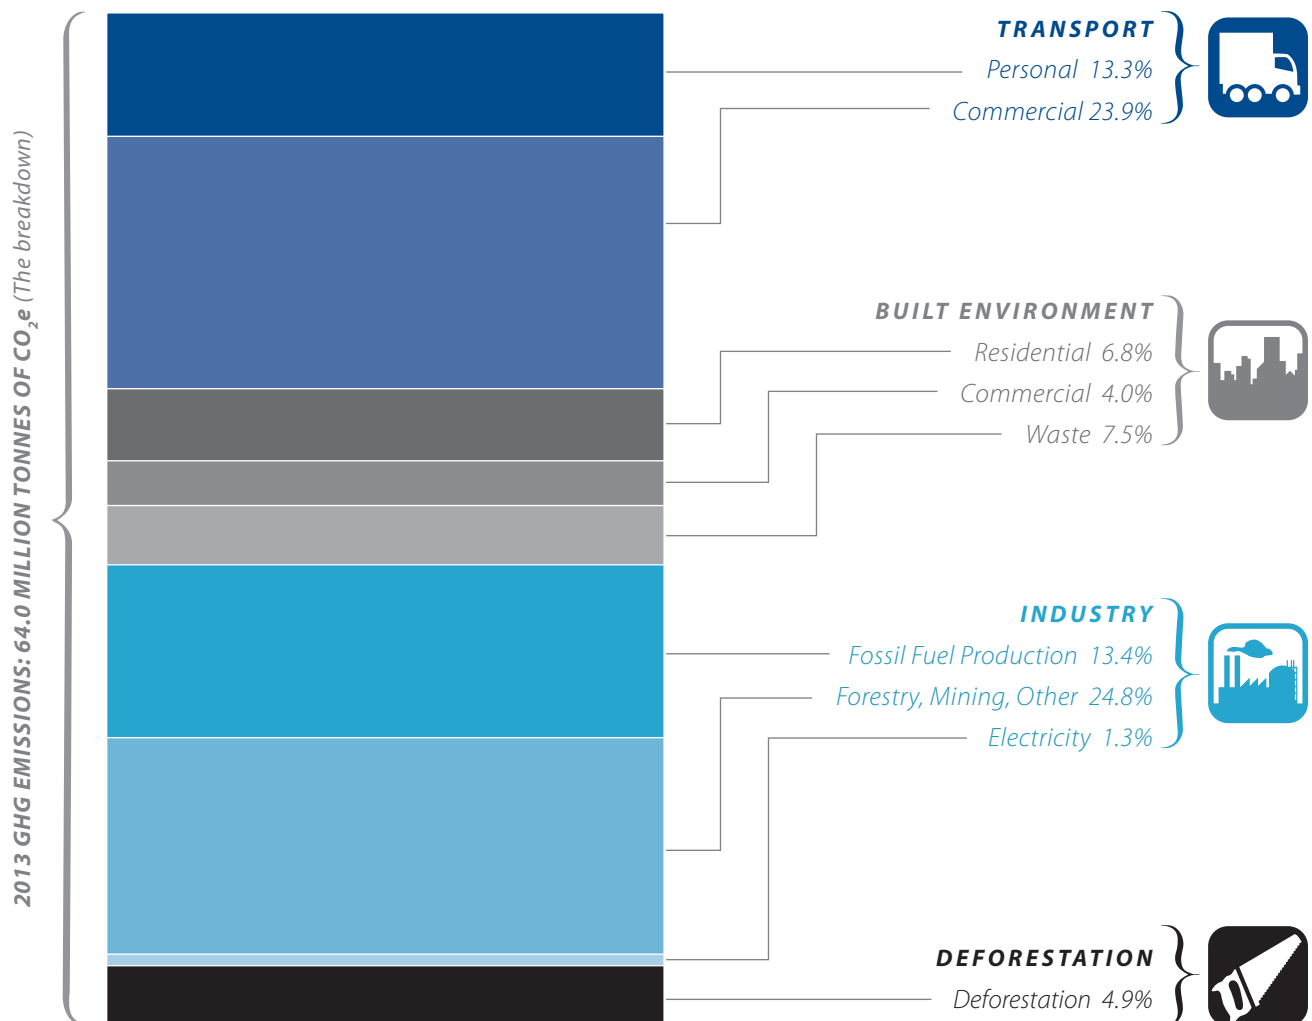 2013 GHG EMISSIONS: 64.0 MILLION TONNES OF CO₂e (The breakdown)
TRANSPORT
Personal 13.3%
Commercial 23.9%
BUILT ENVIRONMENT
Residential 6.8%
Commercial 4.0%
Waste 7.5%
INDUSTRY
Fossil Fuel Production 13.4%
Forestry, Mining, Other 24.8%
Electricity 1.3%
DEFORESTATION
Deforestation 4.9%